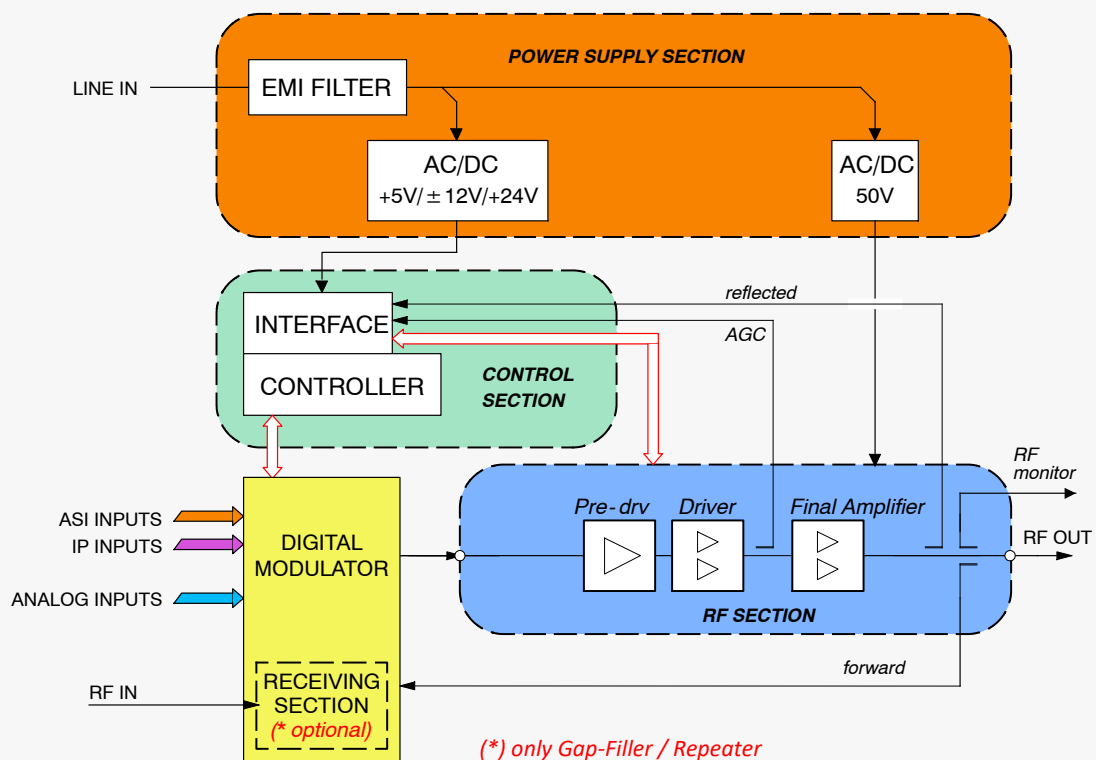 POWER SUPPLY SECTION
LINE IN
EMI FILTER
AC/DC
+5V/ ± 12V/+24V
AC/DC
50V
INTERFACE
CONTROLLER
CONTROL
SECTION
reflected
AGC
RF
monitor
Pre-drv
Driver
Final Amplifier
RF OUT
RF SECTION
ASI INPUTS
IP INPUTS
ANALOG INPUTS
DIGITAL
MODULATOR
forward
RF IN
RECEIVING
SECTION
(* optional)
(*) only Gap-Filler / Repeater